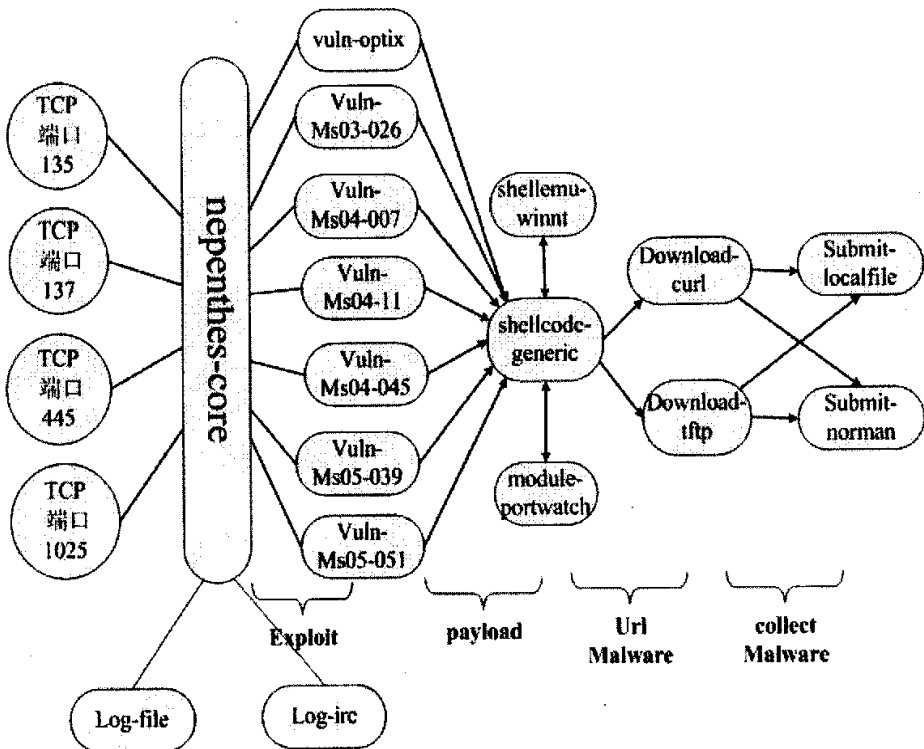 TCP
端口
135
TCP
端口
137
TCP
端口
445
TCP
端口
1025
nepenthes-core
vuln-optix
Vuln-
Ms03-026
Vuln-
Ms04-007
Vuln-
Ms04-11
Vuln-
Ms04-045
Vuln-
Ms05-039
Vuln-
Ms05-051
shellemu-
winnt
shellcode-
generic
module-
portwatch
Download-
curl
Download-
tftp
Submit-
localfile
Submit-
norman
Exploit
payload
Url
Malware
collect
Malware
Log-file
Log-irc